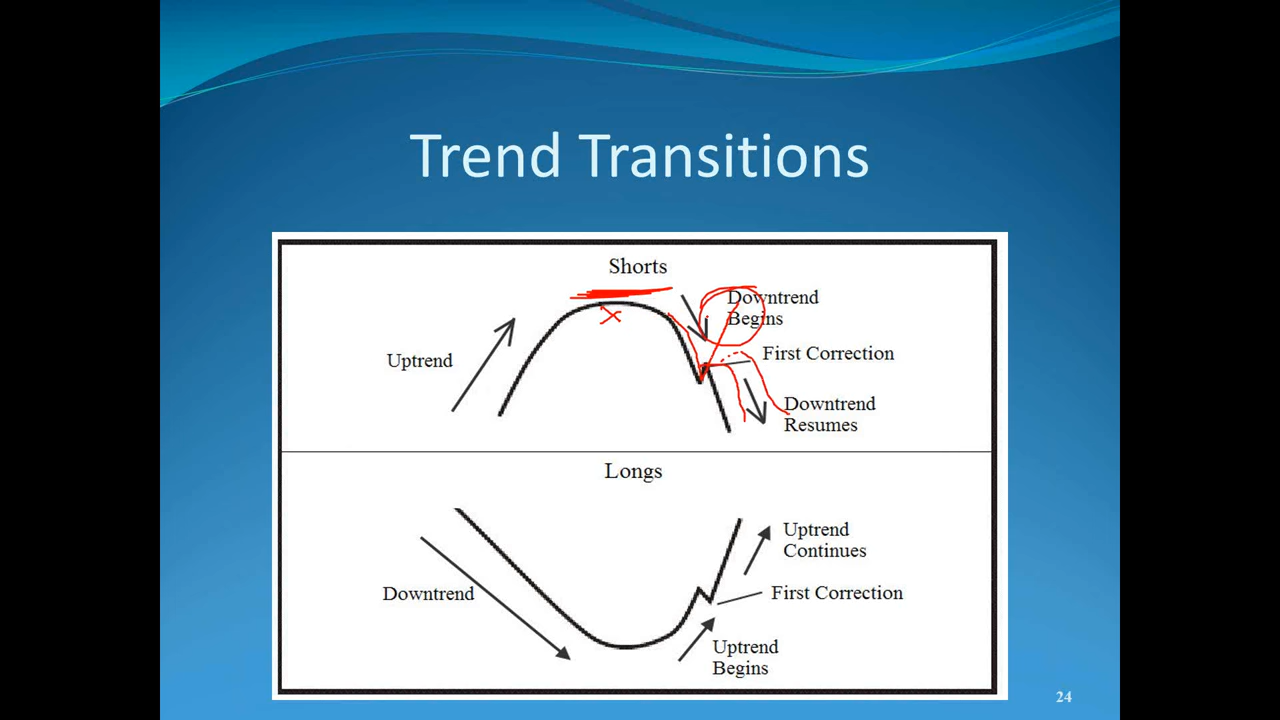 Trend Transitions
Shorts
Downtrend
Begins
Uptrend
First Correction
Downtrend
Resumes
Longs
Uptrend
Continues
Downtrend
First Correction
Uptrend
Begins
24